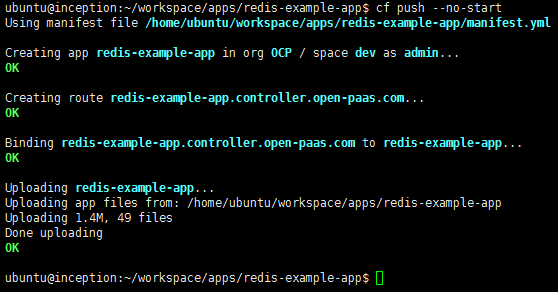 ubuntu@inception:~/workspace/apps/redis-example-app$ cf push --no-start
Using manifest file /home/ubuntu/workspace/apps/redis-example-app/manifest.yml
Creating app redis-example-app in org OCP / space dev as admin...
OK
Creating route redis-example-app.controller.open-paas.com...
OK
Binding redis-example-app.controller.open-paas.com to redis-example-app...
OK
Uploading redis-example-app...
Uploading app files from: /home/ubuntu/workspace/apps/redis-example-app
Uploading 1.4M, 49 files
Done uploading
OK
ubuntu@inception:~/workspace/apps/redis-example-app$